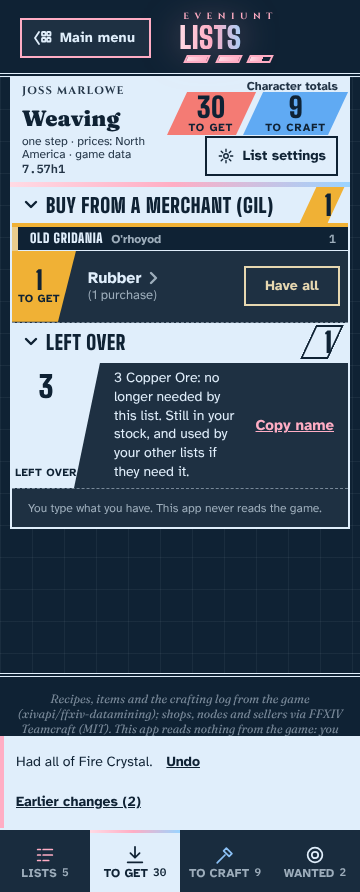 EVENIUNT
Main menu
LISTS
JOSS MARLOWE
Character totals
Weaving
30
TO GET
9
TO CRAFT
one step · prices: North
America · game data
7.57h1
List settings
BUY FROM A MERCHANT (GIL)
1
OLD GRIDANIA O'rhoyod
1
1
TO GET
Rubber
(1 purchase)
Have all
LEFT OVER
1
3
LEFT OVER
3 Copper Ore: no
longer needed by
this list. Still in your
stock, and used by
your other lists if
they need it.
Copy name
You type what you have. This app never reads the game.
Recipes, items and the crafting log from the game
(xivapi/ffxiv-datamining); shops, nodes and sellers via FFXIV
Teamcraft (MIT). This app reads nothing from the game: you
Had all of Fire Crystal. Undo
Earlier changes (2)
LISTS 5
TO GET 30
TO CRAFT 9
WANTED 2